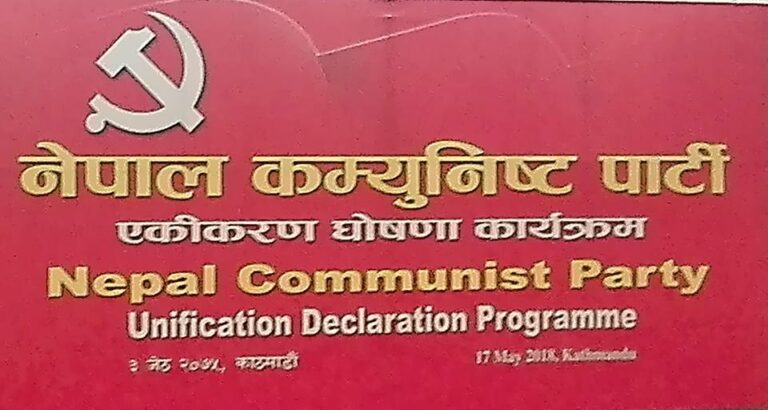 नेपाल कम्युनिष्ट पार्टी
एकीकरण घोषणा कार्यक्रम
Nepal Communist Party
Unification Declaration Programme
३ जेठ २०७५, काठमाडौं 17 May 2018, Kathmandu